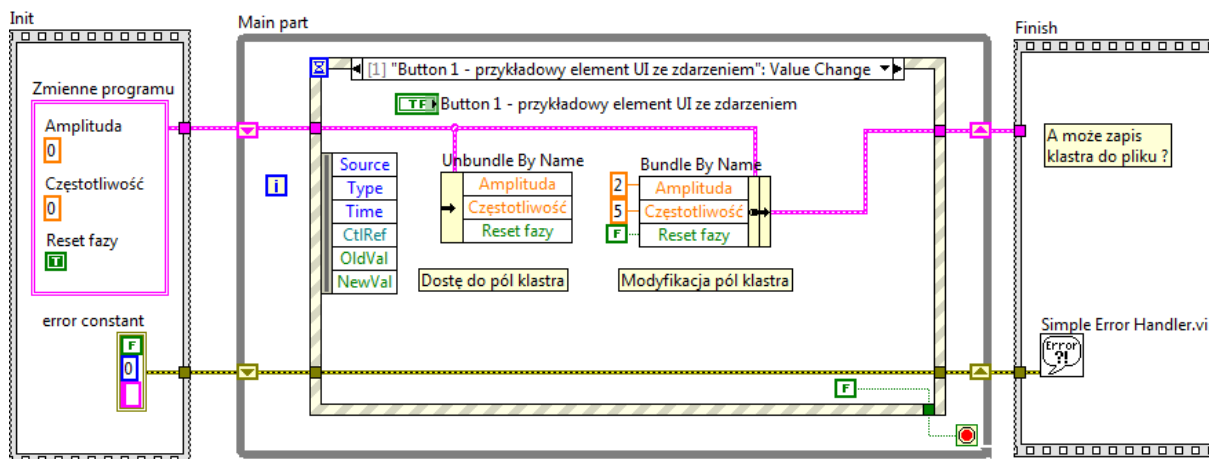 Init
Main part
Finish
[1] "Button 1 - przykładowy element UI ze zdarzeniem": Value Change
Zmienne programu
TF Button 1 - przykładowy element UI ze zdarzeniem
Amplituda
0
Częstotliwość
0
Reset fazy
T
error constant
F
0
i
Source
Type
Time
CtlRef
OldVal
NewVal
Unbundle By Name
Amplituda
Częstotliwość
Reset fazy
Dostę do pól klastra
Bundle By Name
2 Amplituda
5 Częstotliwość
F Reset fazy
Modyfikacja pól klastra
F
A może zapis
klastra do pliku ?
Simple Error Handler.vi
Error
?!